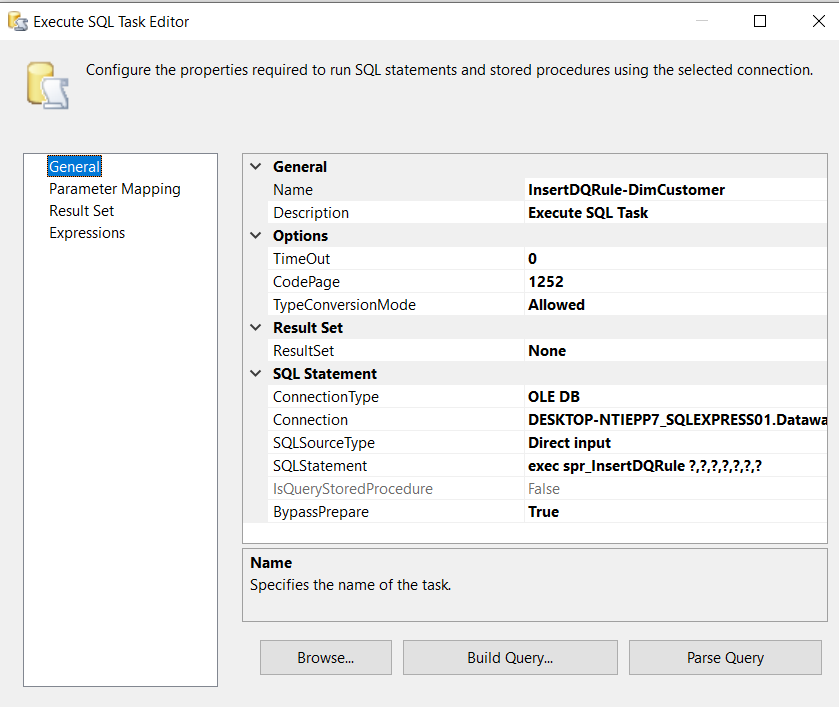 Execute SQL Task Editor
Configure the properties required to run SQL statements and stored procedures using the selected connection.
General
Parameter Mapping
Result Set
Expressions
General
Name InsertDQRule-DimCustomer
Description Execute SQL Task
Options
TimeOut 0
CodePage 1252
TypeConversionMode Allowed
Result Set
ResultSet None
SQL Statement
ConnectionType OLE DB
Connection DESKTOP-NTIEPP7_SQLEXPRESS01.Datawa
SQLSourceType Direct input
SQLStatement exec spr_InsertDQRule ?,?,?,?,?,?,?
IsQueryStoredProcedure False
BypassPrepare True
Name
Specifies the name of the task.
Browse... Build Query... Parse Query